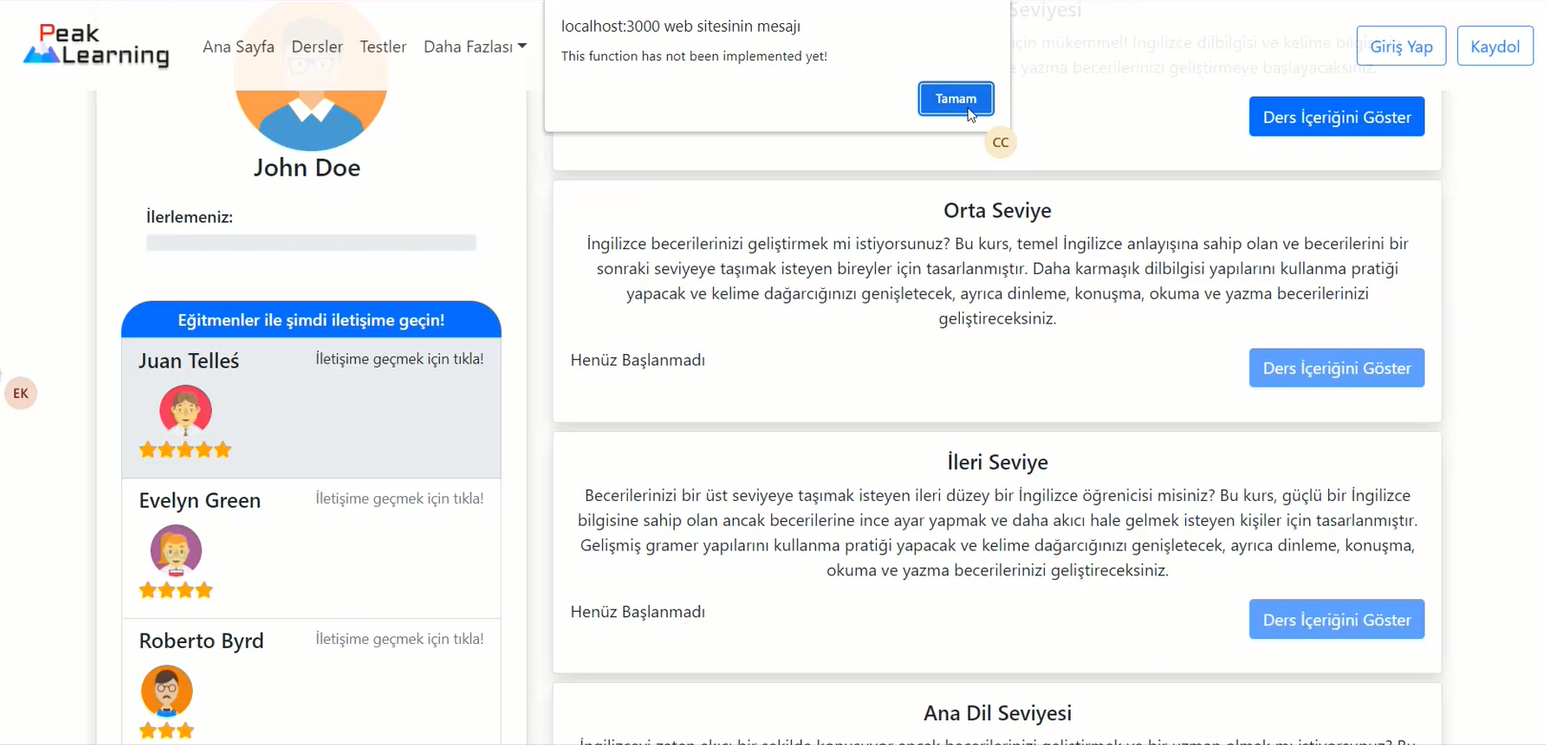 Peak
Learning
Ana Sayfa
Dersler
Testler
Daha Fazlası
localhost:3000 web sitesinin mesajı
This function has not been implemented yet!
Tamam
CC
Seviyesi
için mükemmel! İngilizce dilbilgisi ve kelime
yazma becerilerinizi geliştirmeye başlayacaksınız.
Giriş Yap
Kaydol
Ders İçeriğini Göster
John Doe
İlerlemeniz:
Eğitmenler ile şimdi iletişime geçin!
Juan Telleś
İletişime geçmek için tıkla!
EK
Evelyn Green
İletişime geçmek için tıkla!
Roberto Byrd
İletişime geçmek için tıkla!
Orta Seviye
İngilizce becerilerinizi geliştirmek mi istiyorsunuz? Bu kurs, temel İngilizce anlayışına sahip olan ve becerilerini bir
sonraki seviyeye taşımak isteyen bireyler için tasarlanmıştır. Daha karmaşık dilbilgisi yapılarını kullanma pratiği
yapacak ve kelime dağarcığınızı genişletecek, ayrıca dinleme, konuşma, okuma ve yazma becerilerinizi
geliştireceksiniz.
Henüz Başlanmadı
Ders İçeriğini Göster
İleri Seviye
Becerilerinizi bir üst seviyeye taşımak isteyen ileri düzey bir İngilizce öğrenicisi misiniz? Bu kurs, güçlü bir İngilizce
bilgisine sahip olan ancak becerilerine ince ayar yapmak ve daha akıcı hale gelmek isteyen kişiler için tasarlanmıştır.
Gelişmiş gramer yapılarını kullanma pratiği yapacak ve kelime dağarcığınızı genişletecek, ayrıca dinleme, konuşma,
okuma ve yazma becerilerinizi geliştireceksiniz.
Henüz Başlanmadı
Ders İçeriğini Göster
Ana Dil Seviyesi